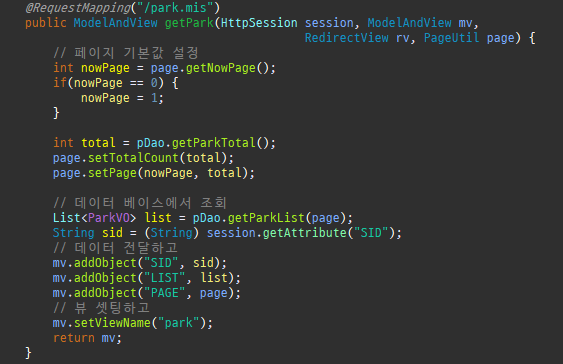 @RequestMapping("/park.mis")
public ModelAndView getPark(HttpSession session, ModelAndView mv,
RedirectView rv, PageUtil page) {
// 페이지 기본값 설정
int nowPage = page.getNowPage();
if(nowPage == 0) {
nowPage = 1;
}
int total = pDao.getParkTotal();
page.setTotalCount(total);
page.setPage(nowPage, total);
// 데이터 베이스에서 조회
List<ParkVO> list = pDao.getParkList(page);
String sid = (String) session.getAttribute("SID");
// 데이터 전달하고
mv.addObject("SID", sid);
mv.addObject("LIST", list);
mv.addObject("PAGE", page);
// 뷰 셋팅하고
mv.setViewName("park");
return mv;
}